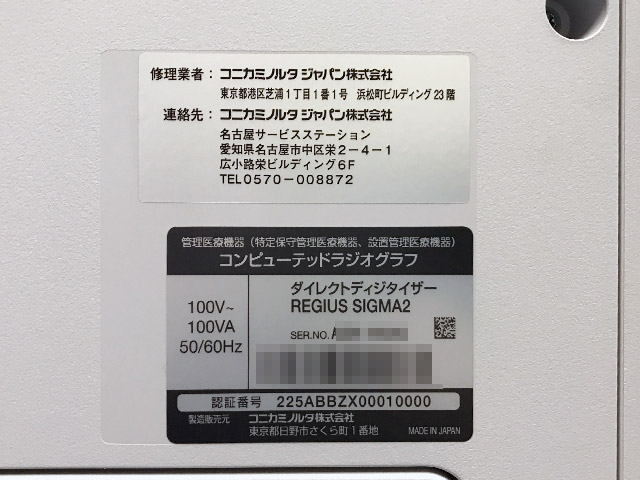 修理業者：コニカミノルタ ジャパン株式会社
東京都港区芝浦1丁目1番1号 浜松町ビルディング23階
連絡先：コニカミノルタ ジャパン株式会社
名古屋サービスステーション
愛知県名古屋市中区栄2-4-1
広小路栄ビルディング6F
TEL0570-008872
管理医療機器（特定保守管理医療機器、設置管理医療機器）
コンピューテッドラジオグラフ
100V~
100VA
50/60Hz
ダイレクトディジタイザー
REGIUS SIGMA2
SER.NO.
認証番号 225ABBZX00010000
製造販売元 コニカミノルタ株式会社
東京都日野市さくら町1番地
MADE IN JAPAN